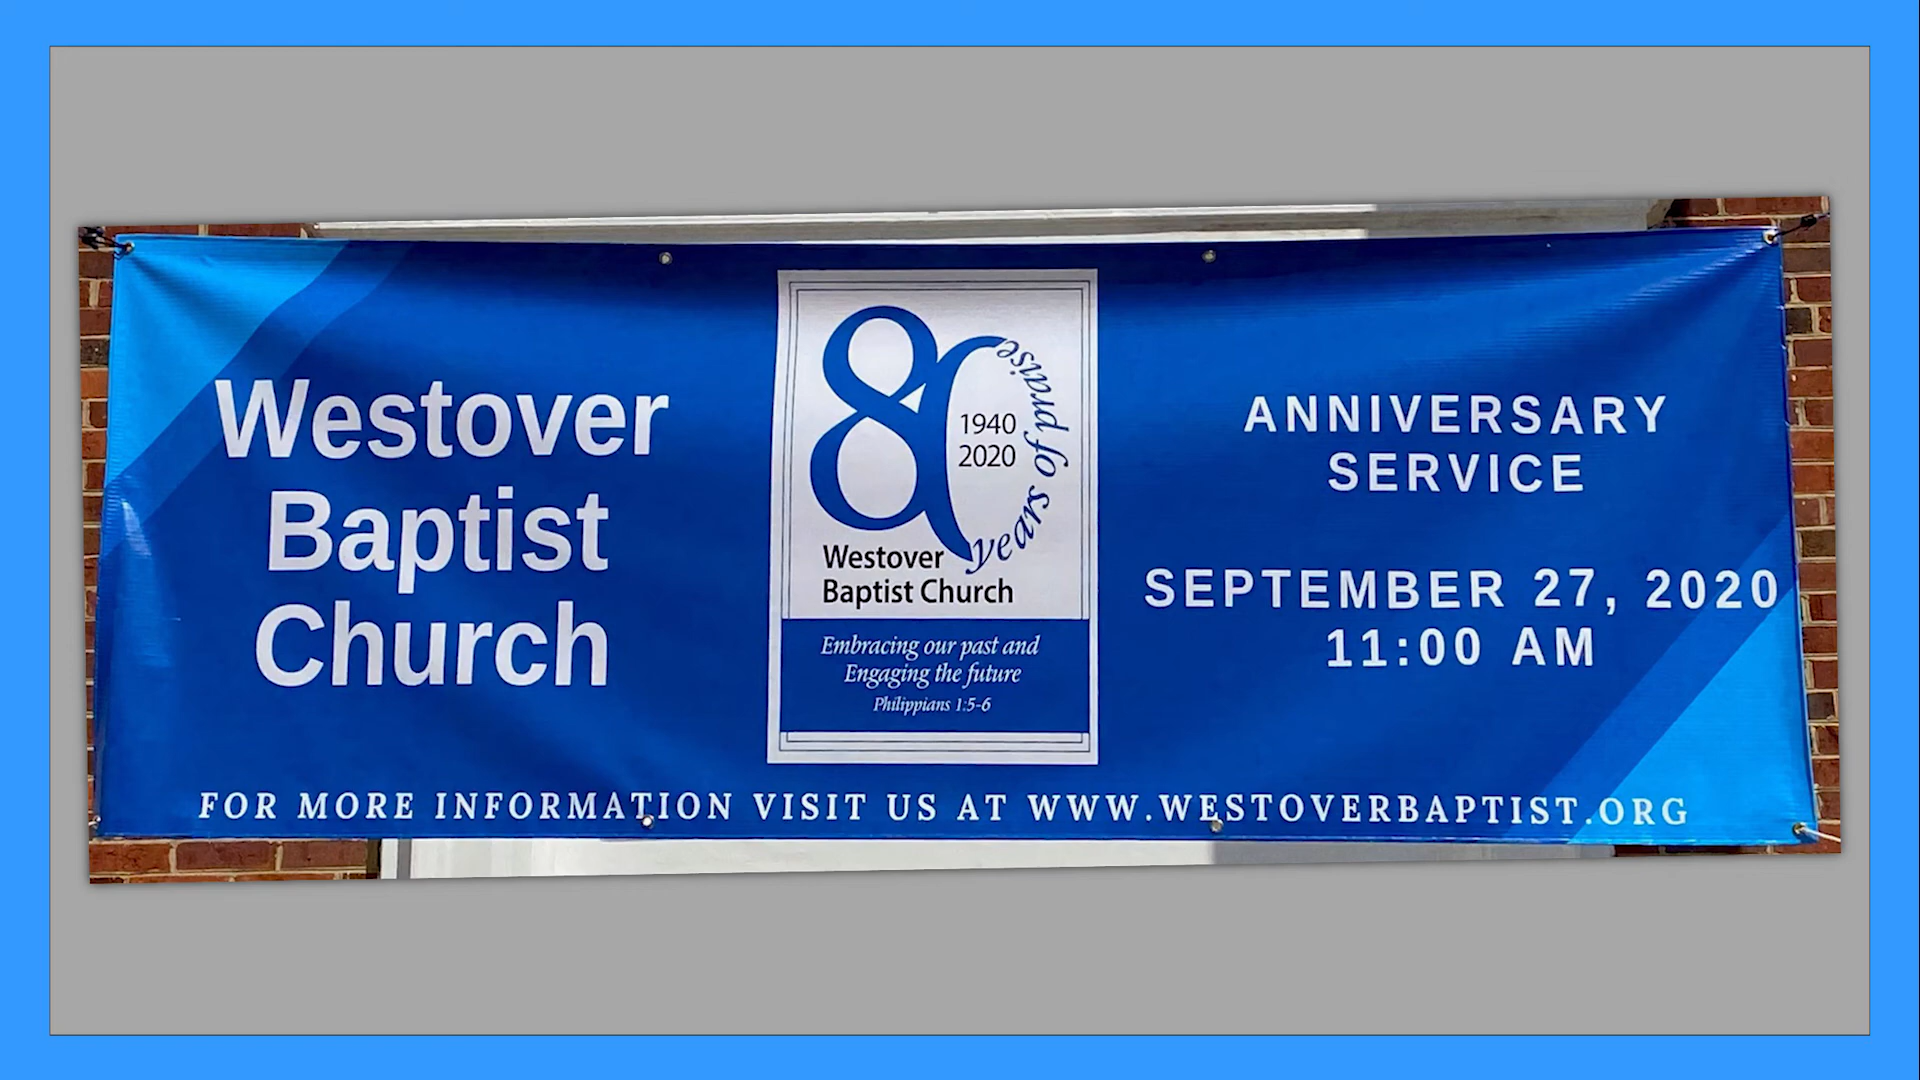 Westover
Baptist
Church
80
years of praise
1940
2020
Westover
Baptist Church
Embracing our past and
Engaging the future
Philippians 1:5-6
ANNIVERSARY
SERVICE
SEPTEMBER 27, 2020
11:00 AM
FOR MORE INFORMATION VISIT US AT WWW.WESTOVERBAPTIST.ORG